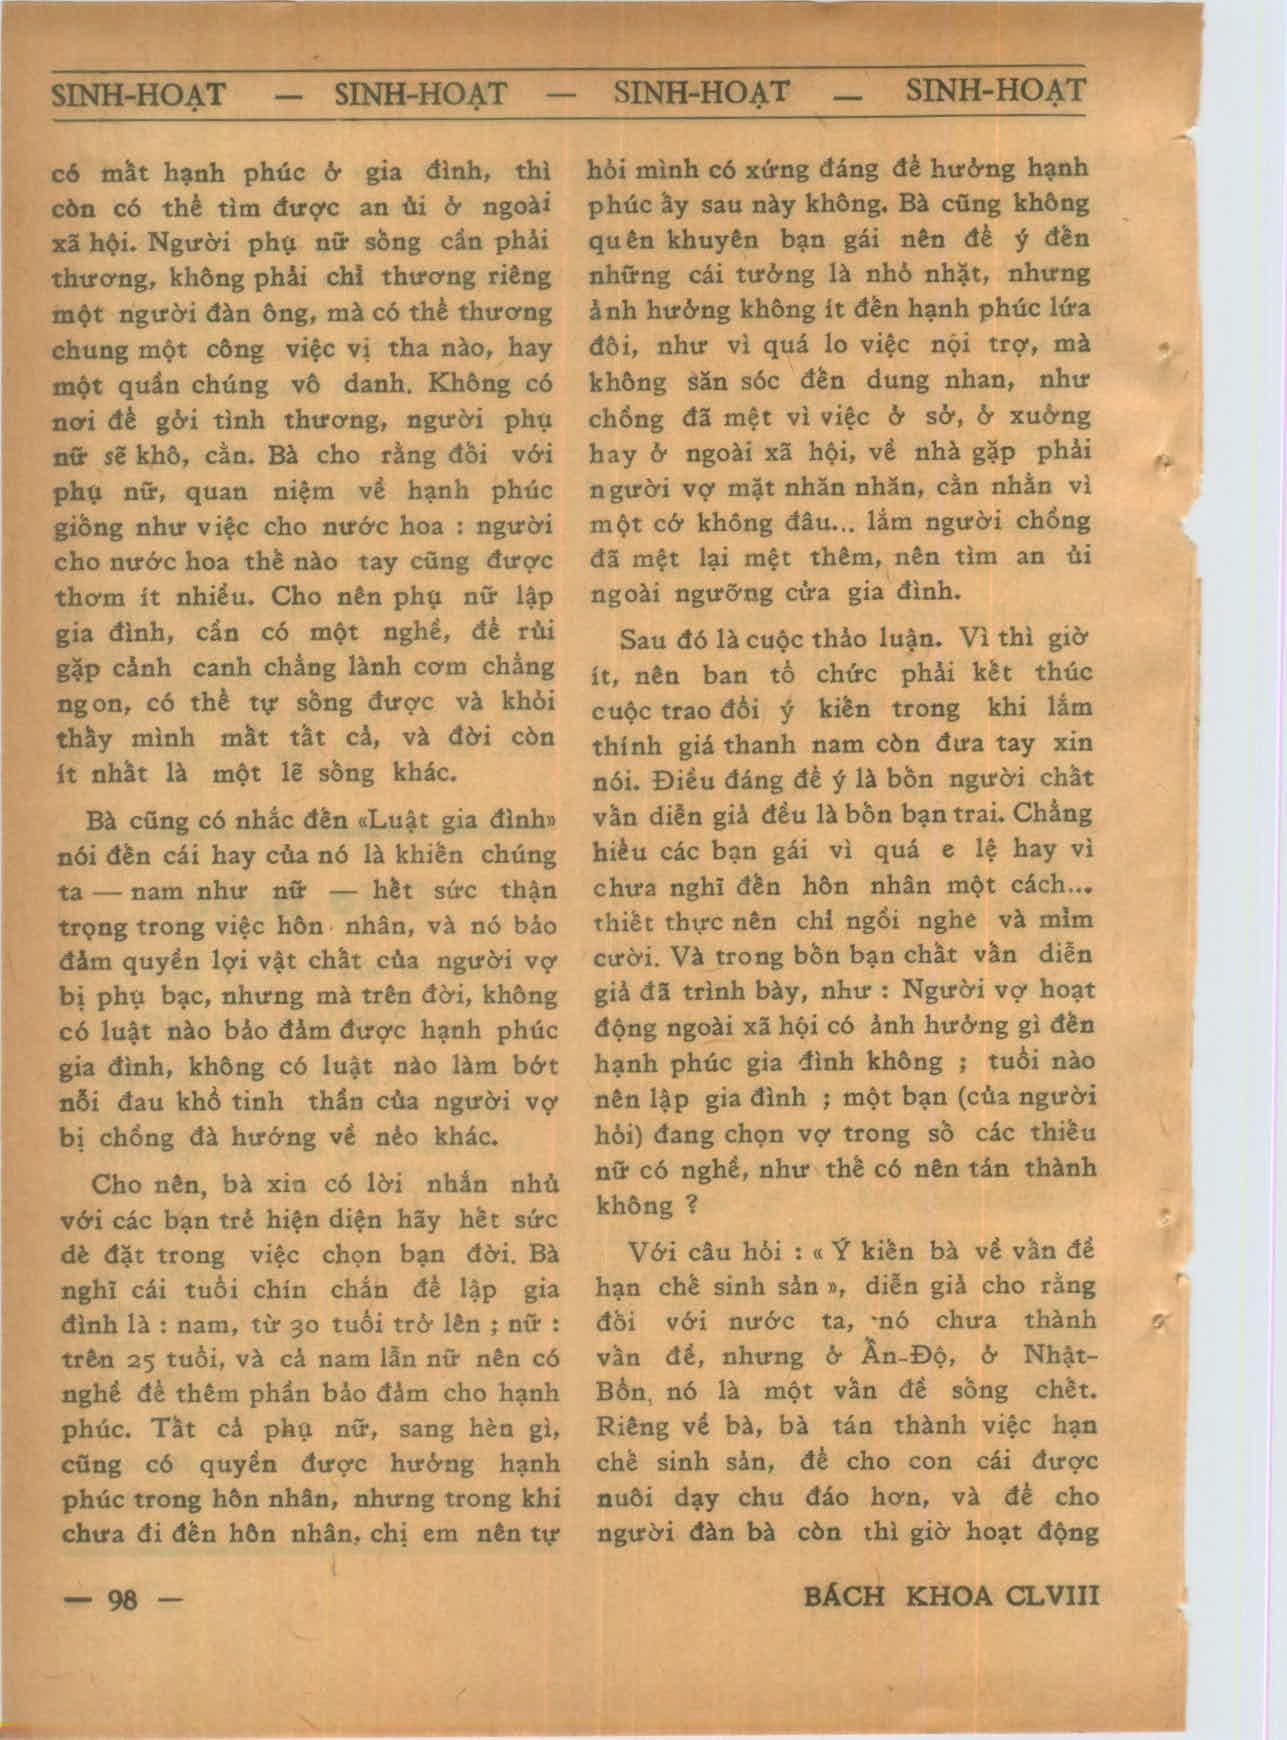 SINH-HOẠT — SINH-HOẠT — SINH-HOẠT — SINH-HOẠT
có mất hạnh phúc ở gia đình, thì
còn có thể tìm được an ủi ở ngoài
xã hội. Người phụ nữ sống cần phải
thương, không phải chỉ thương riêng
một người đàn ông, mà có thể thương
chung một công việc vị tha nào, hay
một quần chúng vô danh. Không có
nơi để gởi tình thương, người phụ
nữ sẽ khô, cằn. Bà cho rằng đối với
phụ nữ, quan niệm về hạnh phúc
giống như việc cho nước hoa : người
cho nước hoa thế nào tay cũng được
thơm ít nhiều. Cho nên phụ nữ lập
gia đình, cần có một nghề, để rủi
gặp cảnh canh chẳng lành cơm chẳng
ngon, có thể tự sống được và khỏi
thấy mình mất tất cả, và đời còn
ít nhất là một lẽ sống khác.
Bà cũng có nhắc đến «Luật gia đình»
nói đến cái hay của nó là khiến chúng
ta — nam như nữ — hết sức thận
trọng trong việc hôn nhân, và nó bảo
đảm quyền lợi vật chất của người vợ
bị phụ bạc, nhưng mà trên đời, không
có luật nào bảo đảm được hạnh phúc
gia đình, không có luật nào làm bớt
nỗi đau khổ tinh thần của người vợ
bị chồng đà hướng về nẻo khác.
Cho nên, bà xin có lời nhắn nhủ
với các bạn trẻ hiện diện hãy hết sức
dè đặt trong việc chọn bạn đời. Bà
nghĩ cái tuổi chín chắn để lập gia
đình là : nam, từ 30 tuổi trở lên ; nữ :
trên 25 tuổi, và cả nam lẫn nữ nên có
nghề để thêm phần bảo đảm cho hạnh
phúc. Tất cả phụ nữ, sang hèn gì,
cũng có quyền được hưởng hạnh
phúc trong hôn nhân, nhưng trong khi
chưa đi đến hôn nhân, chị em nên tự
hỏi mình có xứng đáng để hưởng hạnh
phúc ấy sau này không. Bà cũng không
quên khuyên bạn gái nên để ý đến
những cái tưởng là nhỏ nhặt, nhưng
ảnh hưởng không ít đến hạnh phúc lứa
đôi, như vì quá lo việc nội trợ, mà
không săn sóc đến dung nhan, như
chồng đã mệt vì việc ở sở, ở xưởng
hay ở ngoài xã hội, về nhà gặp phải
người vợ mặt nhăn nhăn, cằn nhằn vì
một cớ không đâu... lắm người chồng
đã mệt lại mệt thêm, nên tìm an ủi
ngoài ngưỡng cửa gia đình.
Sau đó là cuộc thảo luận. Vì thì giờ
ít, nên ban tổ chức phải kết thúc
cuộc trao đổi ý kiến trong khi lắm
thính giả thanh nam còn đưa tay xin
nói. Điều đáng để ý là bốn người chất
vấn diễn giả đều là bốn bạn trai. Chẳng
hiểu các bạn gái vì quá e lệ hay vì
chưa nghĩ đến hôn nhân một cách...
thiết thực nên chỉ ngồi nghe và mỉm
cười. Và trong bốn bạn chất vấn diễn
giả đã trình bày, như : Người vợ hoạt
động ngoài xã hội có ảnh hưởng gì đến
hạnh phúc gia đình không ; tuổi nào
nên lập gia đình ; một bạn (của người
hỏi) đang chọn vợ trong số các thiếu
nữ có nghề, như thế có nên tán thành
không ?
Với câu hỏi : « Ý kiến bà về vấn đề
hạn chế sinh sản », diễn giả cho rằng
đối với nước ta, nó chưa thành
vấn đề, nhưng ở Ấn-Độ, ở Nhật-
Bổn, nó là một vấn đề sống chết.
Riêng về bà, bà tán thành việc hạn
chế sinh sản, để cho con cái được
nuôi dạy chu đáo hơn, và để cho
người đàn bà còn thì giờ hoạt động
— 98 —
BÁCH KHOA CLVIII